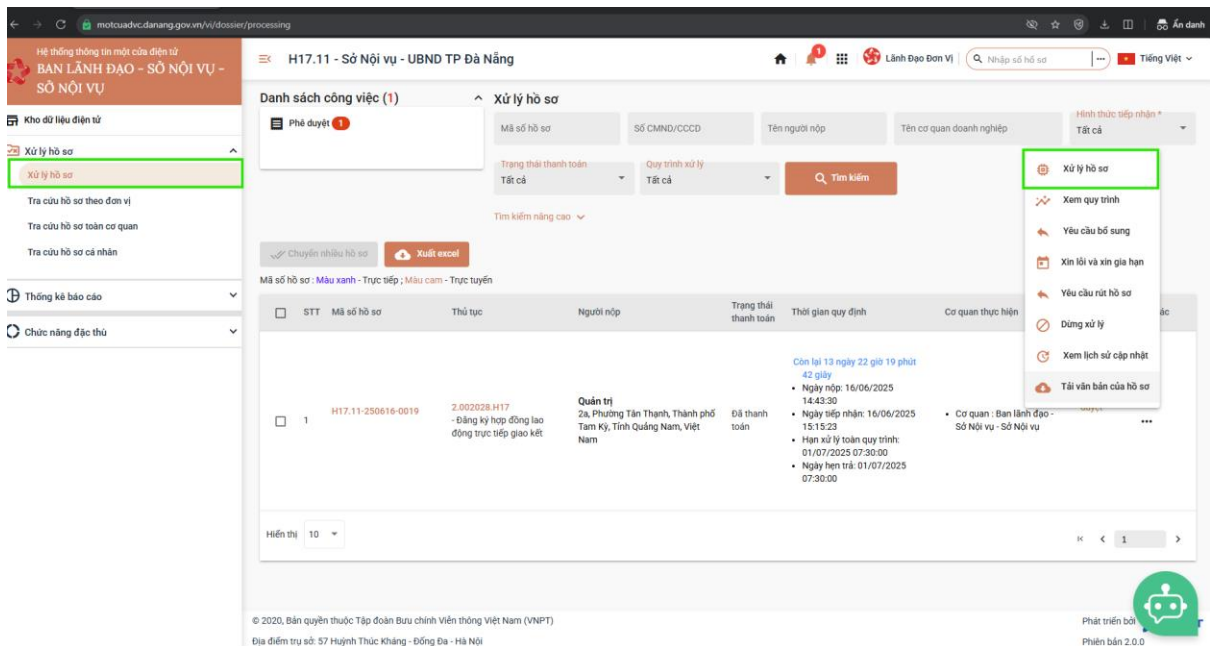 motcuadvc.danang.gov.vn/vi/dossier/processing
Ẩn danh
Hệ thống thông tin một cửa điện tử
BAN LÃNH ĐẠO - SỞ NỘI VỤ -
SỞ NỘI VỤ
H17.11 - Sở Nội vụ - UBND TP Đà Nẵng
1
Lãnh Đạo Đơn Vị
Nhập số hồ sơ
Tiếng Việt
Kho dữ liệu điện tử
Xử lý hồ sơ
Xử lý hồ sơ
Tra cứu hồ sơ theo đơn vị
Tra cứu hồ sơ toàn cơ quan
Tra cứu hồ sơ cá nhân
Thống kê báo cáo
Chức năng đặc thù
Danh sách công việc (1)
Phê duyệt 1
Xử lý hồ sơ
Mã số hồ sơ
Số CMND/CCCD
Tên người nộp
Tên cơ quan doanh nghiệp
Hình thức tiếp nhận *
Tất cả
Trạng thái thanh toán
Tất cả
Quy trình xử lý
Tất cả
Tìm kiếm
Tìm kiếm nâng cao
Xử lý hồ sơ
Xem quy trình
Yêu cầu bổ sung
Xin lỗi và xin gia hạn
Yêu cầu rút hồ sơ
Dừng xử lý
Xem lịch sử cập nhật
Tải văn bản của hồ sơ
Chuyển nhiều hồ sơ
Xuất excel
Mã số hồ sơ : Màu xanh - Trực tiếp ; Màu cam - Trực tuyến
STT Mã số hồ sơ Thủ tục Người nộp Trạng thái thanh toán Thời gian quy định Cơ quan thực hiện
1
H17.11-250616-0019
2.002028.H17
- Đăng ký hợp đồng lao
động trực tiếp giao kết
Quản trị
2a, Phường Tân Thạnh, Thành phố
Tam Kỳ, Tỉnh Quảng Nam, Việt
Nam
Đã thanh
toán
Còn lại 13 ngày 22 giờ 19 phút
42 giây
• Ngày nộp: 16/06/2025
14:43:30
• Ngày tiếp nhận: 16/06/2025
15:15:23
• Hạn xử lý toàn quy trình:
01/07/2025 07:30:00
• Ngày hẹn trả: 01/07/2025
07:30:00
• Cơ quan : Ban lãnh đạo -
Sở Nội vụ - Sở Nội vụ
Hiển thị 10
1
© 2020, Bản quyền thuộc Tập đoàn Bưu chính Viễn thông Việt Nam (VNPT)
Địa điểm trụ sở: 57 Huỳnh Thúc Kháng - Đống Đa - Hà Nội
Phát triển bởi
Phiên bản 2.0.0